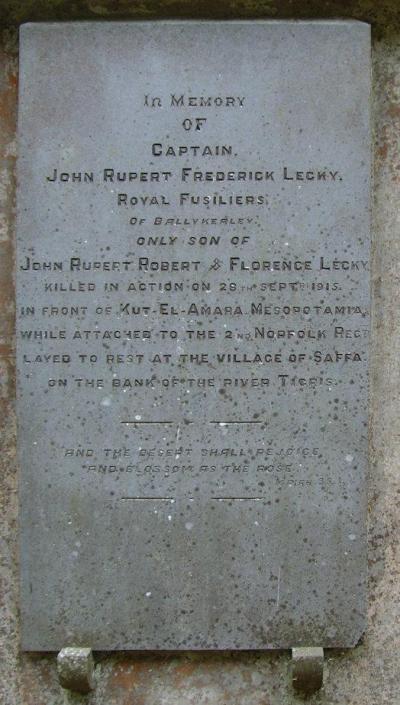 In Memory
OF
CAPTAIN.
JOHN RUPERT FREDERICK LECKY.
ROYAL FUSILIERS.
OF BALLYKEALEY.
ONLY SON OF
JOHN RUPERT ROBERT & FLORENCE LECKY
KILLED IN ACTION ON 28TH SEPTR 1915.
IN FRONT OF KUT-EL-AMARA. MESOPOTAMIA,
WHILE ATTACHED TO THE 2ND NORFOLK REGT
LAYED TO REST AT THE VILLAGE OF SAFFA.
ON THE BANK OF THE RIVER TIGRIS.
AND THE DESERT SHALL REJOICE,
AND BLOSSOM AS THE ROSE.